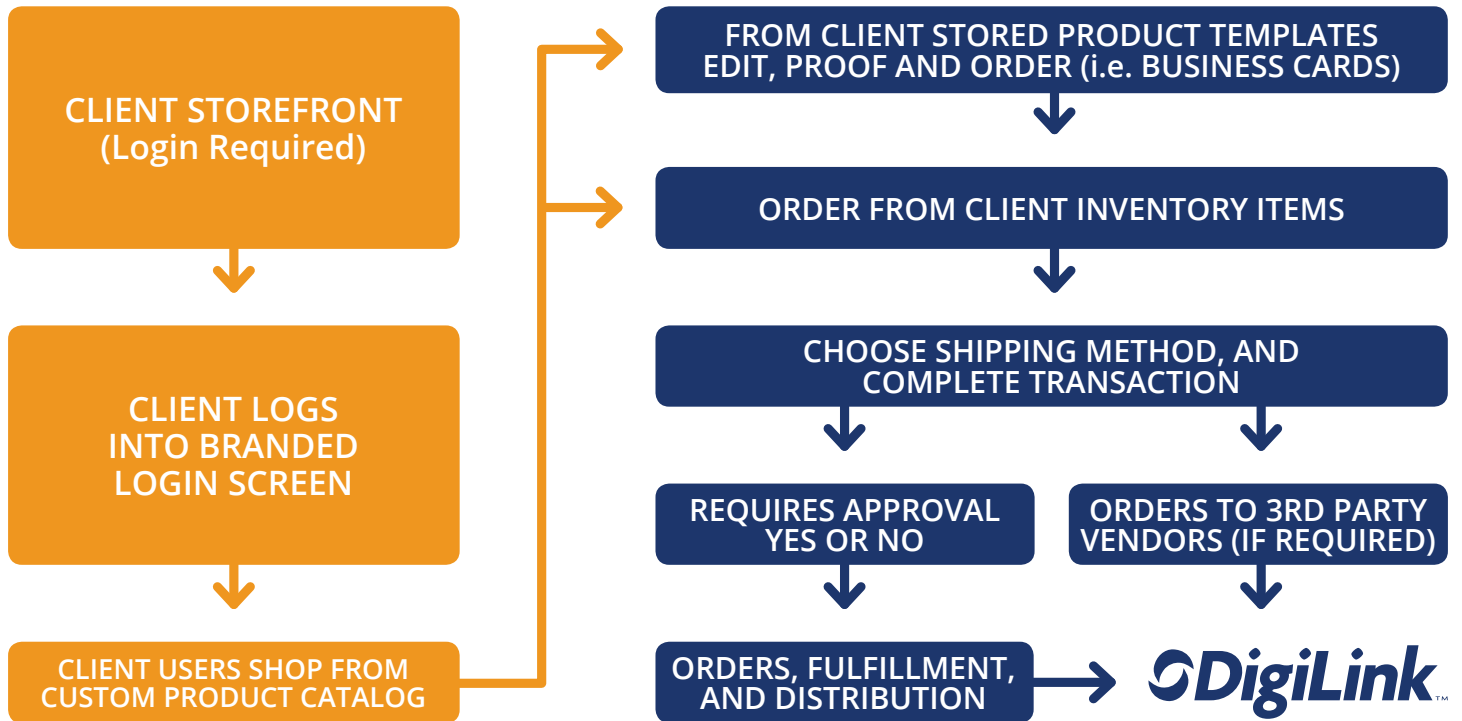 CLIENT STOREFRONT
(Login Required)
CLIENT LOGS
INTO BRANDED
LOGIN SCREEN
CLIENT USERS SHOP FROM
CUSTOM PRODUCT CATALOG
FROM CLIENT STORED PRODUCT TEMPLATES
EDIT, PROOF AND ORDER (i.e. BUSINESS CARDS)
ORDER FROM CLIENT INVENTORY ITEMS
CHOOSE SHIPPING METHOD, AND
COMPLETE TRANSACTION
REQUIRES APPROVAL
YES OR NO
ORDERS TO 3RD PARTY
VENDORS (IF REQUIRED)
ORDERS, FULFILLMENT,
AND DISTRIBUTION
DigiLink™